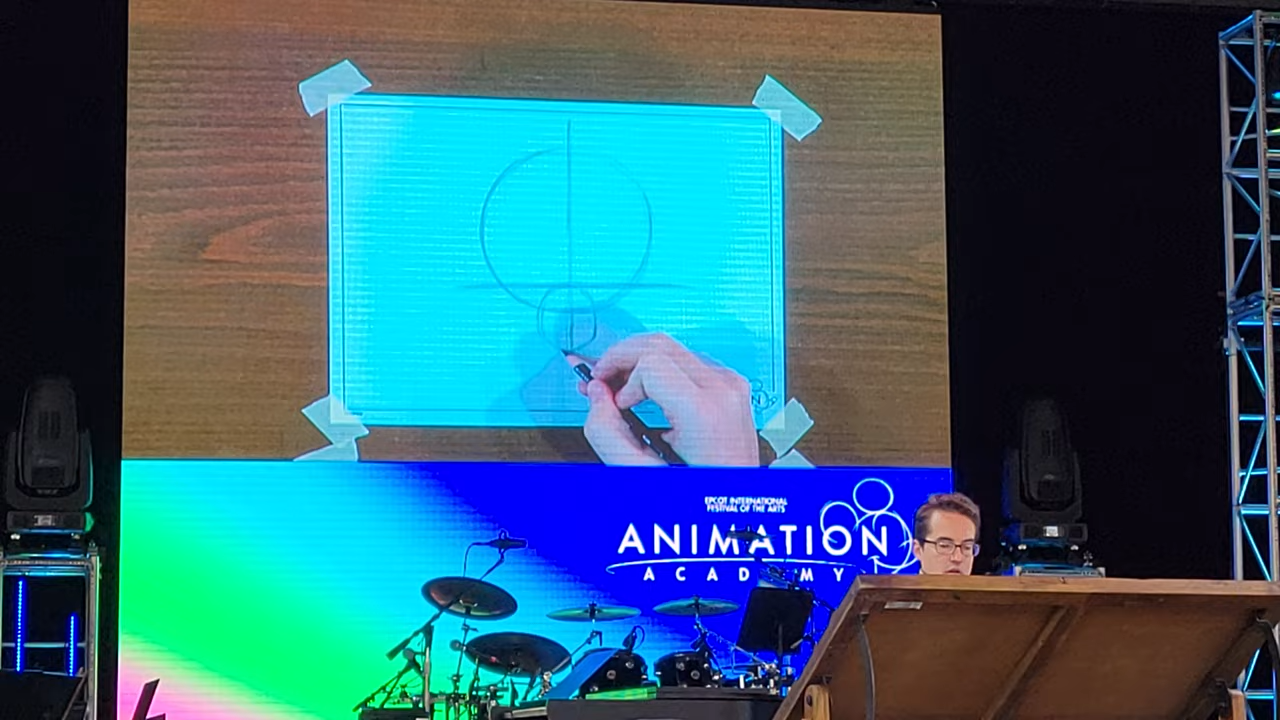 EPCOT INTERNATIONAL
FESTIVAL OF THE ARTS
ANIMATION
ACADEMY